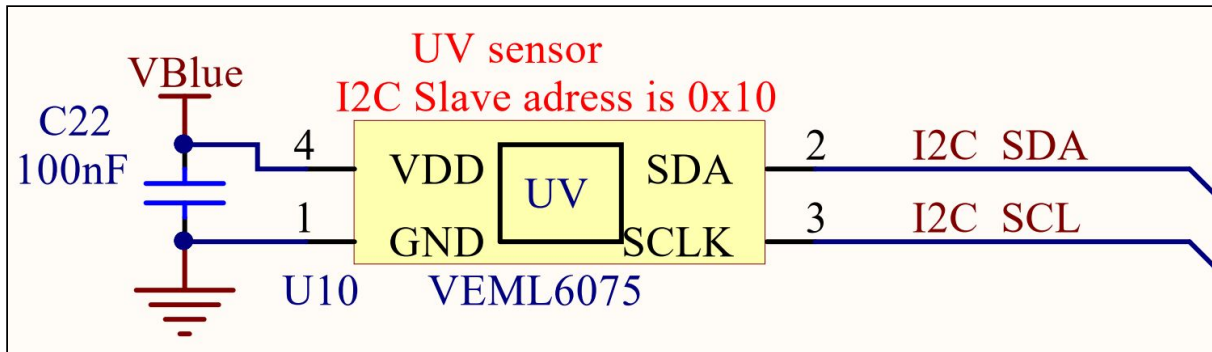 UV sensor
I2C Slave adress is 0x10
VBlue
C22
100nF
4
VDD
SDA
2
I2C SDA
UV
1
GND
SCLK
3
I2C SCL
U10
VEML6075